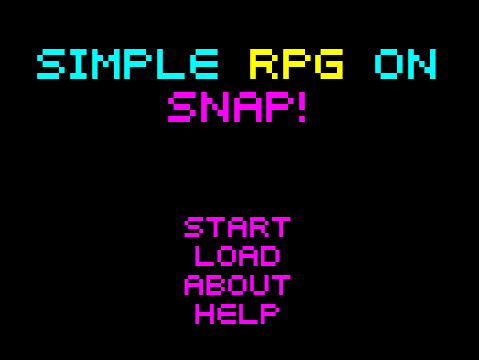 SIMPLE RPG ON
SNAP!
START
LOAD
ABOUT
HELP